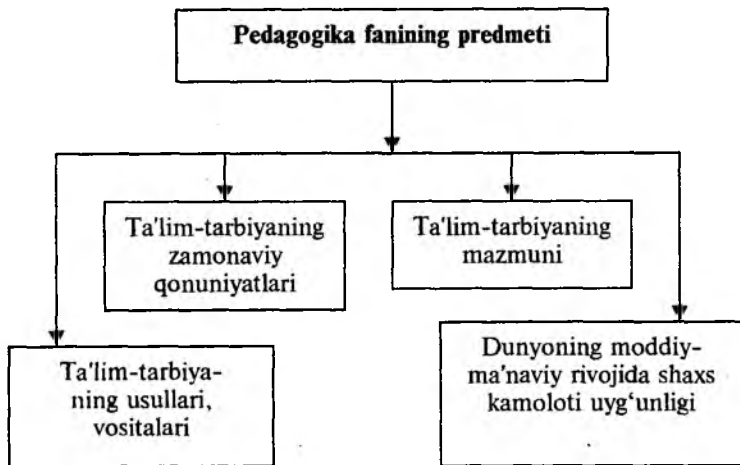 Pedagogika fanining predmeti
Ta'lim-tarbiyaning
zamonaviy
qonuniyatlari
Ta'lim-tarbiyaning
mazmuni
Ta'lim-tarbiya-
ning usullari,
vositalari
Dunyoning moddiy-
ma'naviy rivojida shaxs
kamoloti uyg‘unligi